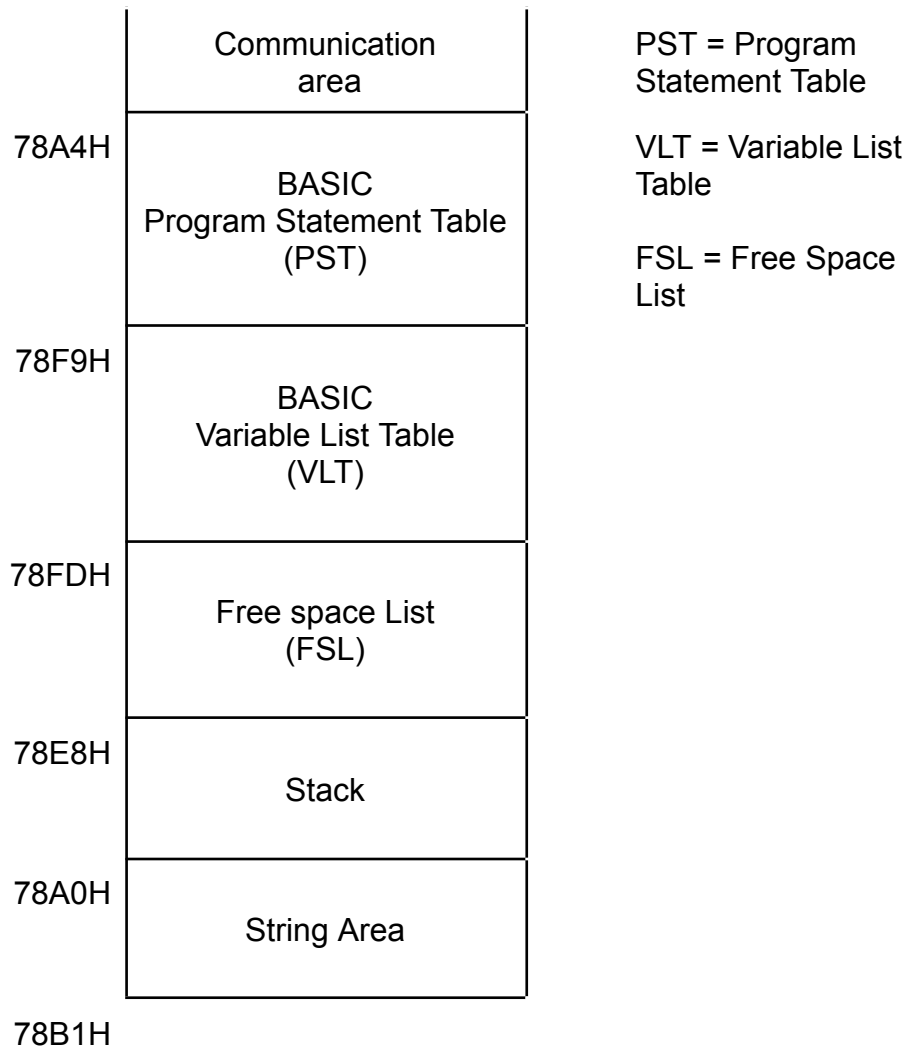 Communication
area
PST = Program
Statement Table
78A4H
BASIC
Program Statement Table
(PST)
VLT = Variable List
Table
FSL = Free Space
List
78F9H
BASIC
Variable List Table
(VLT)
78FDH
Free space List
(FSL)
78E8H
Stack
78A0H
String Area
78B1H